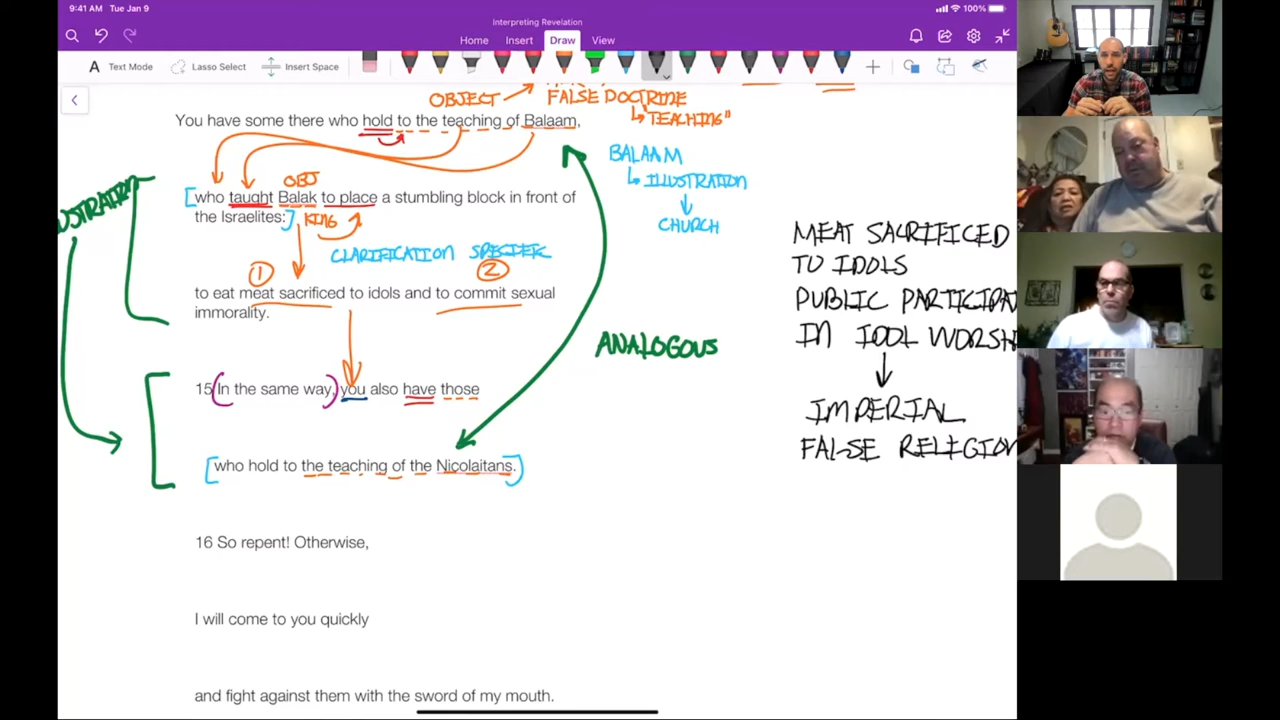 9:41 AM Tue Jan 9
100%
Interpreting Revelation
Home Insert Draw View
A Text Mode Lasso Select Insert Space
OBJECT FALSE DOCTRINE
"TEACHING"
You have some there who hold to the teaching of Balaam,
BALAAM
ILLUSTRATION
CHURCH
OBJ
[who taught Balak to place a stumbling block in front of
the Israelites:] KING
CLARIFICATION SPECIFIC
1 2
to eat meat sacrificed to idols and to commit sexual
immorality.
MEAT SACRIFICED
TO IDOLS
PUBLIC PARTICIPAT
IN IDOL WORSH
IMPERIAL
FALSE RELIGION
ANALOGOUS
15 (In the same way,) you also have those
[who hold to the teaching of the Nicolaitans.]
16 So repent! Otherwise,
I will come to you quickly
and fight against them with the sword of my mouth.